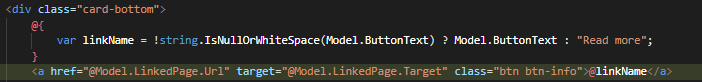 <div class="card-bottom">
@{
var linkName = !string.IsNullOrWhiteSpace(Model.ButtonText) ? Model.ButtonText : "Read more";
}
<a href="@Model.LinkedPage.Url" target="@Model.LinkedPage.Target" class="btn btn-info">@linkName</a>